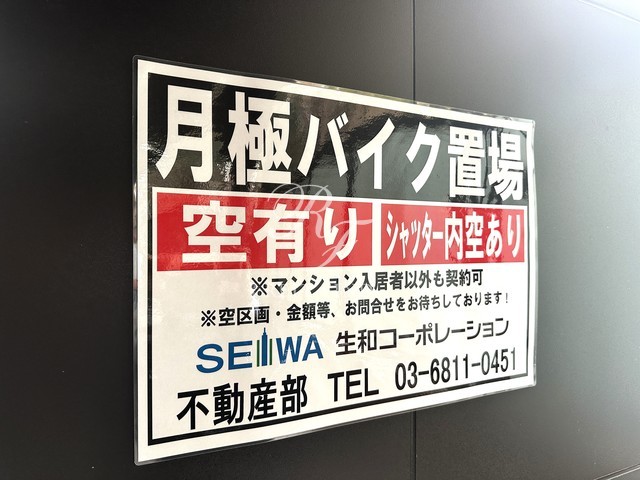 月極バイク置場
空有り シャッター内空あり
※マンション入居者以外も契約可
※空区画・金額等、お問合せをお待ちしております!
SEIWA 生和コーポレーション
不動産部 TEL 03-6811-0451